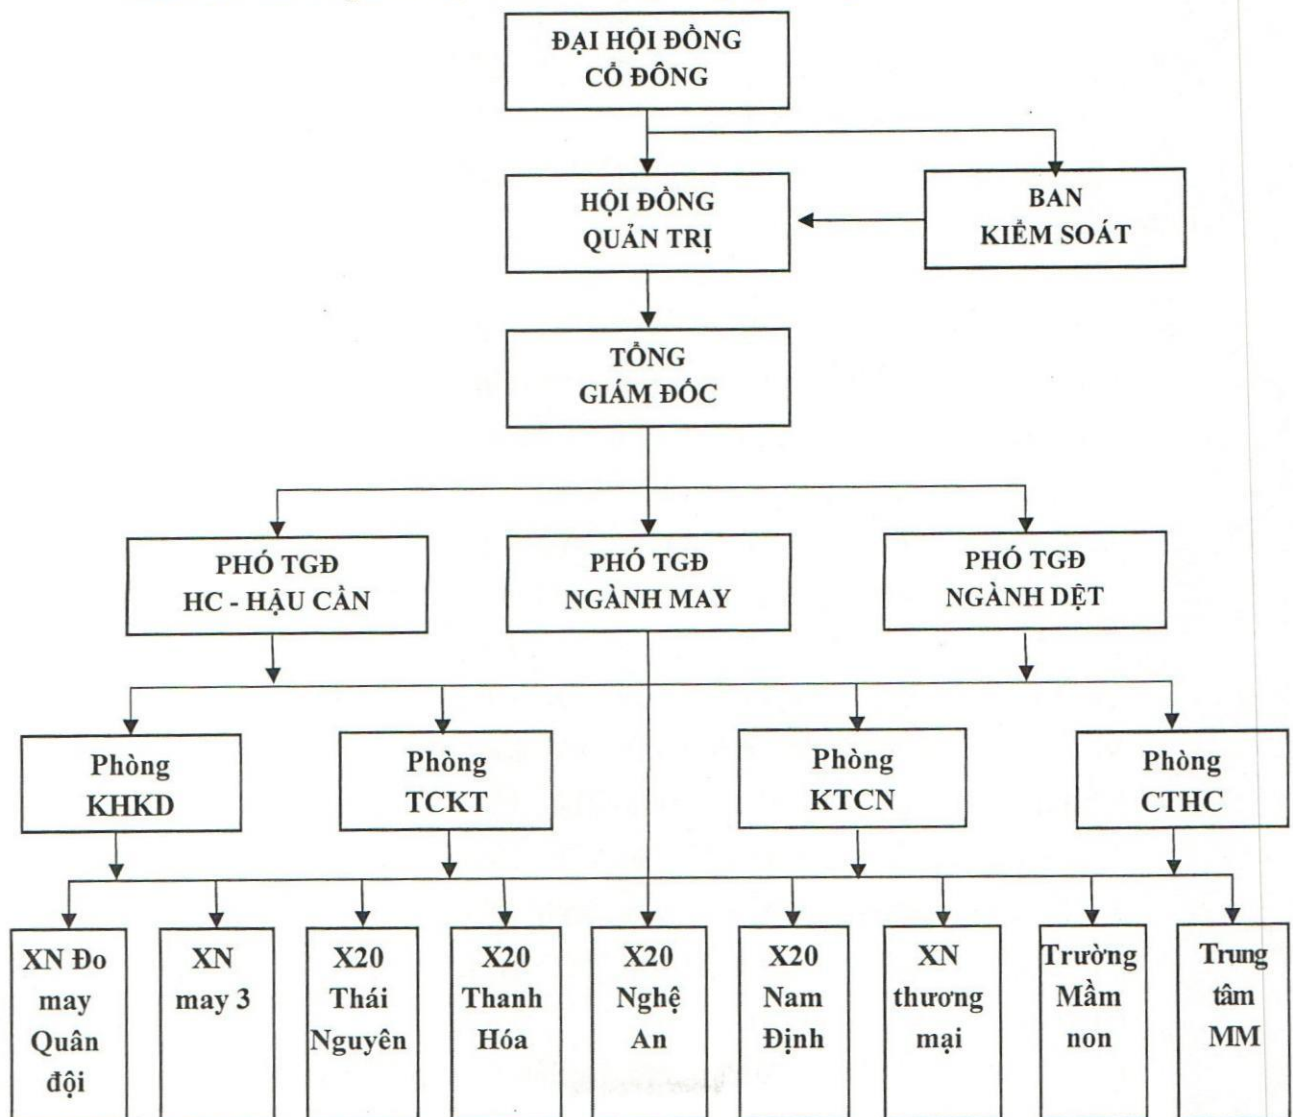 ĐẠI HỘI ĐỒNG
CỔ ĐÔNG
HỘI ĐỒNG
QUẢN TRỊ
BAN
KIỂM SOÁT
TỔNG
GIÁM ĐỐC
PHÓ TGĐ
HC - HẬU CẦN
PHÓ TGĐ
NGÀNH MAY
PHÓ TGĐ
NGÀNH DỆT
Phòng
KHKD
Phòng
TCKT
Phòng
KTCN
Phòng
CTHC
XN Đo
may
Quân
đội
XN
may 3
X20
Thái
Nguyên
X20
Thanh
Hóa
X20
Nghệ
An
X20
Nam
Định
XN
thương
mại
Trường
Mầm
non
Trung
tâm
MM